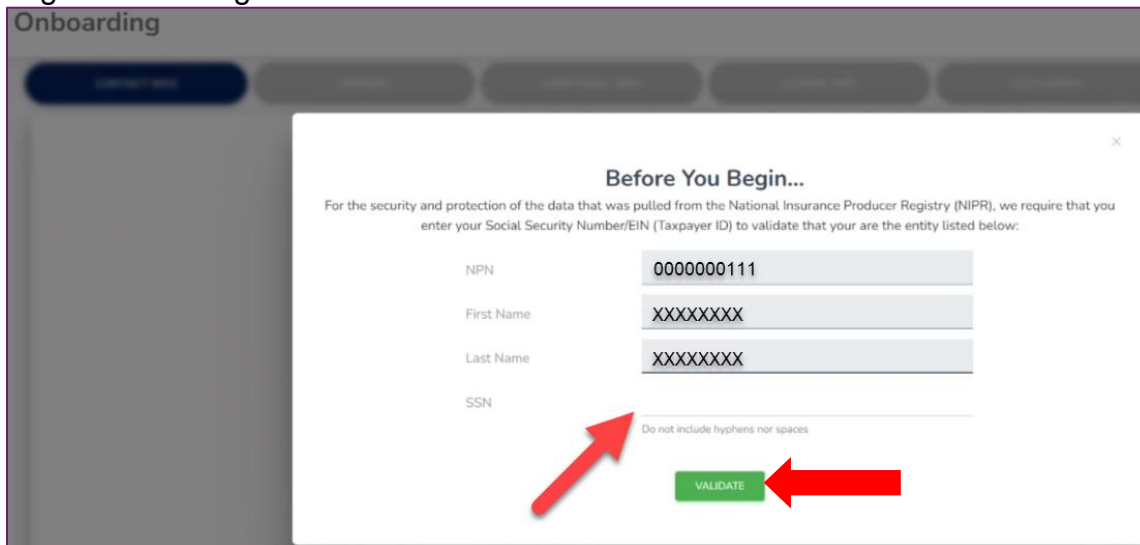 Onboarding
CONTACT INFO
×
Before You Begin...
For the security and protection of the data that was pulled from the National Insurance Producer Registry (NIPR), we require that you
enter your Social Security Number/EIN (Taxpayer ID) to validate that your are the entity listed below:
NPN 0000000111
First Name XXXXXXXX
Last Name XXXXXXXX
SSN
Do not include hyphens nor spaces
VALIDATE